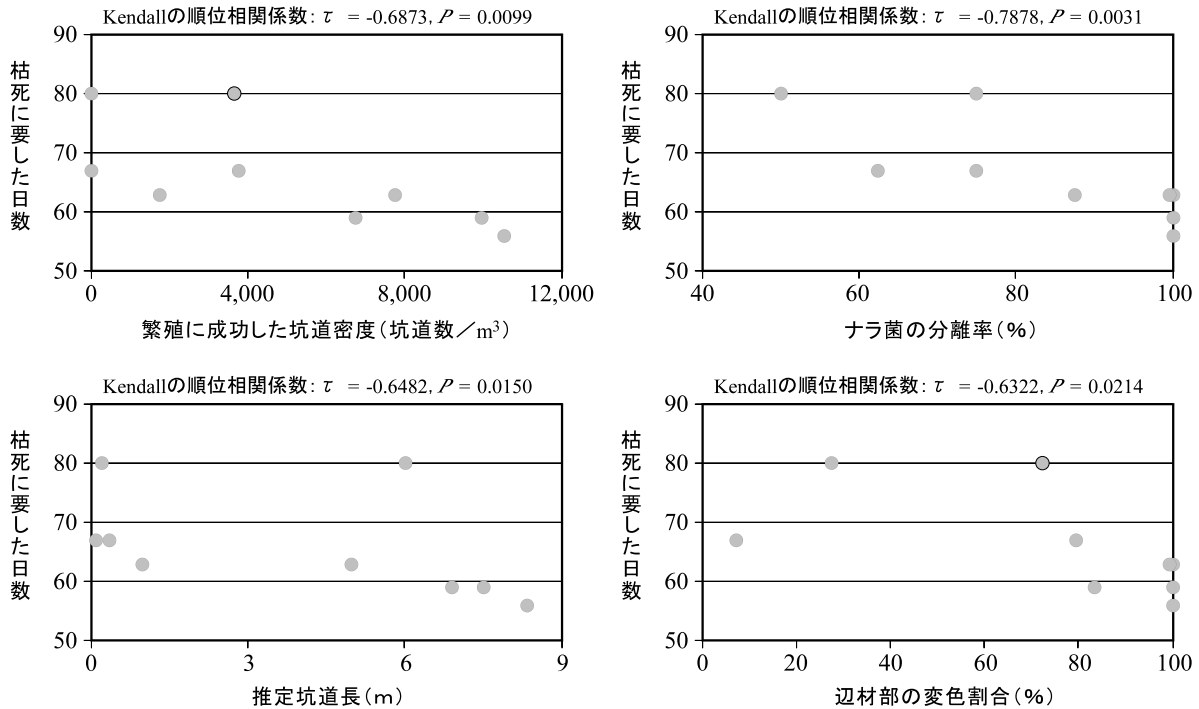 Kendallの順位相関係数：τ = -0.6873, P = 0.0099
90
80
70
60
50
枯死に要した日数
0 4,000 8,000 12,000
繁殖に成功した坑道密度（坑道数／m³）
Kendallの順位相関係数：τ = -0.7878, P = 0.0031
90
80
70
60
50
枯死に要した日数
40 60 80 100
ナラ菌の分離率（%）
Kendallの順位相関係数：τ = -0.6482, P = 0.0150
90
80
70
60
50
枯死に要した日数
0 3 6 9
推定坑道長（m）
Kendallの順位相関係数：τ = -0.6322, P = 0.0214
90
80
70
60
50
枯死に要した日数
0 20 40 60 80 100
辺材部の変色割合（%）